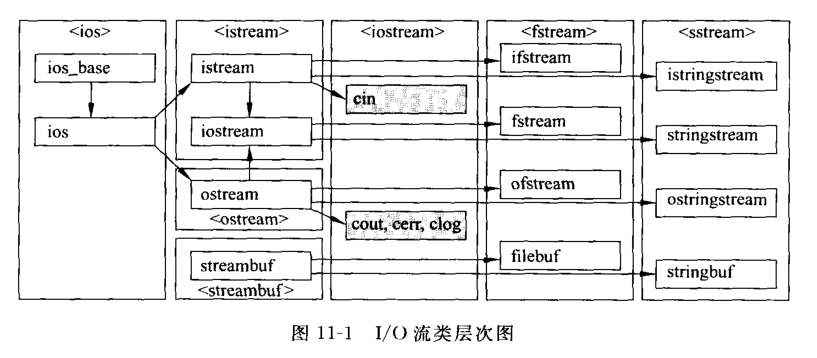 <ios>
<istream>
<iostream>
<fstream>
<sstream>
ios_base
istream
ifstream
istringstream
cin
ios
iostream
fstream
stringstream
ostream
ofstream
ostringstream
<ostream>
cout, cerr, clog
streambuf
filebuf
stringbuf
<streambuf>
图 11-1 I/O 流类层次图